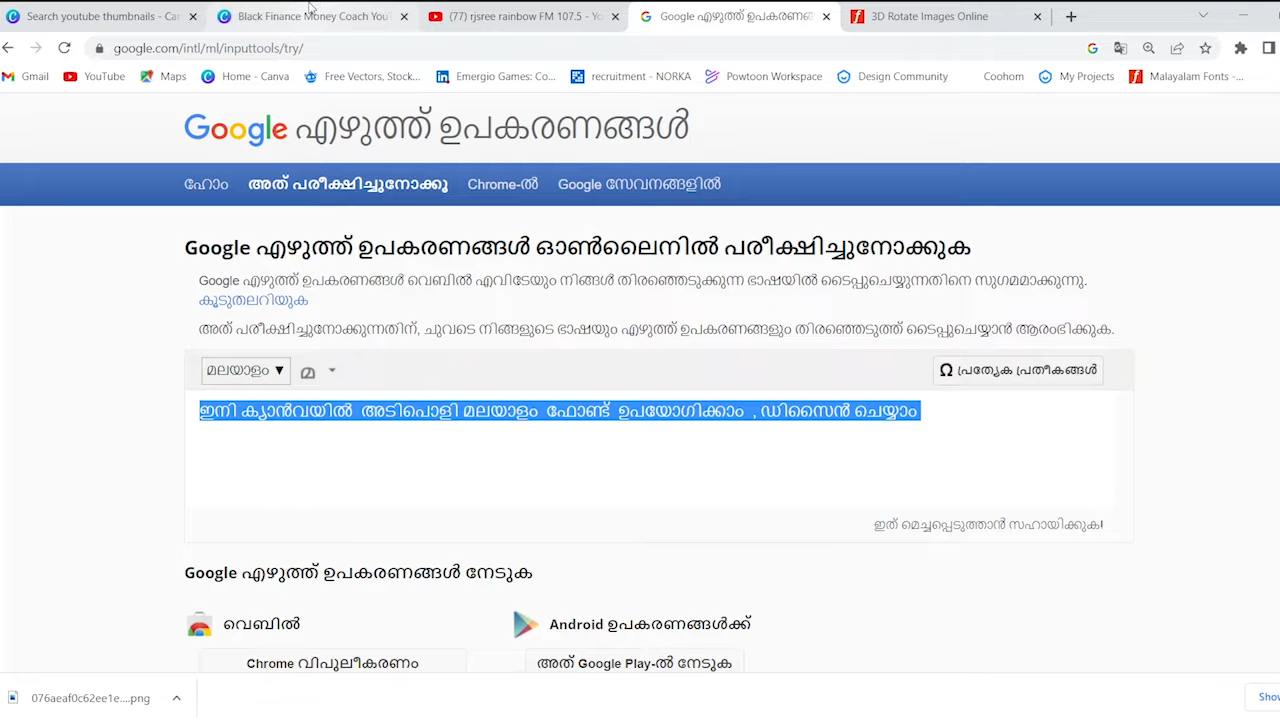 Search youtube thumbnails - Ca
Black Finance Money Coach You
(77) rjsree rainbow FM 107.5 - Yo
Google എഴുത്ത് ഉപകരണങ്ങ
3D Rotate Images Online
google.com/intl/ml/inputtools/try/
Gmail
YouTube
Maps
Home - Canva
Free Vectors, Stock...
Emergio Games: Co...
recruitment - NORKA
Powtoon Workspace
Design Community
Coohom
My Projects
Malayalam Fonts -...
Google എഴുത്ത് ഉപകരണങ്ങൾ
ഹോം അത് പരീക്ഷിച്ചുനോക്കൂ Chrome-ൽ Google സേവനങ്ങളിൽ
Google എഴുത്ത് ഉപകരണങ്ങൾ ഓൺലൈനിൽ പരീക്ഷിച്ചുനോക്കുക
Google എഴുത്ത് ഉപകരണങ്ങൾ വെബിൽ എവിടേയും നിങ്ങൾ തിരഞ്ഞെടുക്കുന്ന ഭാഷയിൽ ടൈപ്പുചെയ്യുന്നതിനെ സുഗമമാക്കുന്നു.
കൂടുതലറിയുക
അത് പരീക്ഷിച്ചുനോക്കുന്നതിന്, ചുവടെ നിങ്ങളുടെ ഭാഷയും എഴുത്ത് ഉപകരണങ്ങളും തിരഞ്ഞെടുത്ത് ടൈപ്പുചെയ്യാൻ ആരംഭിക്കുക.
മലയാളം ▼ മ
Ω പ്രത്യേക പ്രതീകങ്ങൾ
ഇനി ക്യാൻവയിൽ അടിപൊളി മലയാളം ഫോണ്ട് ഉപയോഗിക്കാം , ഡിസൈൻ ചെയ്യാം
ഇത് മെച്ചപ്പെടുത്താൻ സഹായിക്കുക!
Google എഴുത്ത് ഉപകരണങ്ങൾ നേടുക
വെബിൽ
Android ഉപകരണങ്ങൾക്ക്
Chrome വിപുലീകരണം
അത് Google Play-ൽ നേടുക
076aeaf0c62ee1e....png
Show